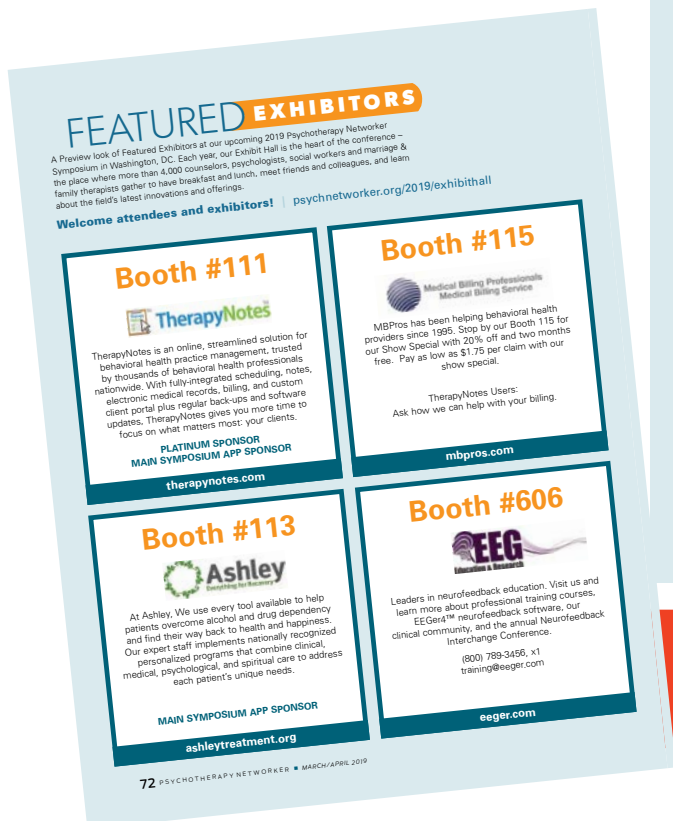 FEATURED EXHIBITORS
A Preview look of Featured Exhibitors at our upcoming 2019 Psychotherapy Networker
Symposium in Washington, DC. Each year, our Exhibit Hall is the heart of the conference –
the place where more than 4,000 counselors, psychologists, social workers and marriage &
family therapists gather to have breakfast and lunch, meet friends and colleagues, and learn
about the field's latest innovations and offerings.
Welcome attendees and exhibitors! | psychnetworker.org/2019/exhibithall
Booth #111
TherapyNotes™
TherapyNotes is an online, streamlined solution for
behavioral health practice management, trusted
by thousands of behavioral health professionals
nationwide. With fully-integrated scheduling, notes,
electronic medical records, billing, and custom
client portal plus regular back-ups and software
updates, TherapyNotes gives you more time to
focus on what matters most: your clients.
PLATINUM SPONSOR
MAIN SYMPOSIUM APP SPONSOR
therapynotes.com
Booth #115
Medical Billing Professionals
Medical Billing Service
MBPros has been helping behavioral health
providers since 1995. Stop by our Booth 115 for
our Show Special with 20% off and two months
free. Pay as low as $1.75 per claim with our
show special.
TherapyNotes Users:
Ask how we can help with your billing.
mbpros.com
Booth #113
Ashley
Everything for Recovery
At Ashley, We use every tool available to help
patients overcome alcohol and drug dependency
and find their way back to health and happiness.
Our expert staff implements nationally recognized
personalized programs that combine clinical,
medical, psychological, and spiritual care to address
each patient's unique needs.
MAIN SYMPOSIUM APP SPONSOR
ashleytreatment.org
Booth #606
EEG
Education & Research
Leaders in neurofeedback education. Visit us and
learn more about professional training courses,
EEGer4™ neurofeedback software, our
clinical community, and the annual Neurofeedback
Interchange Conference.
(800) 789-3456, x1
training@eeger.com
eeger.com
72 PSYCHOTHERAPY NETWORKER ■ MARCH/APRIL 2019